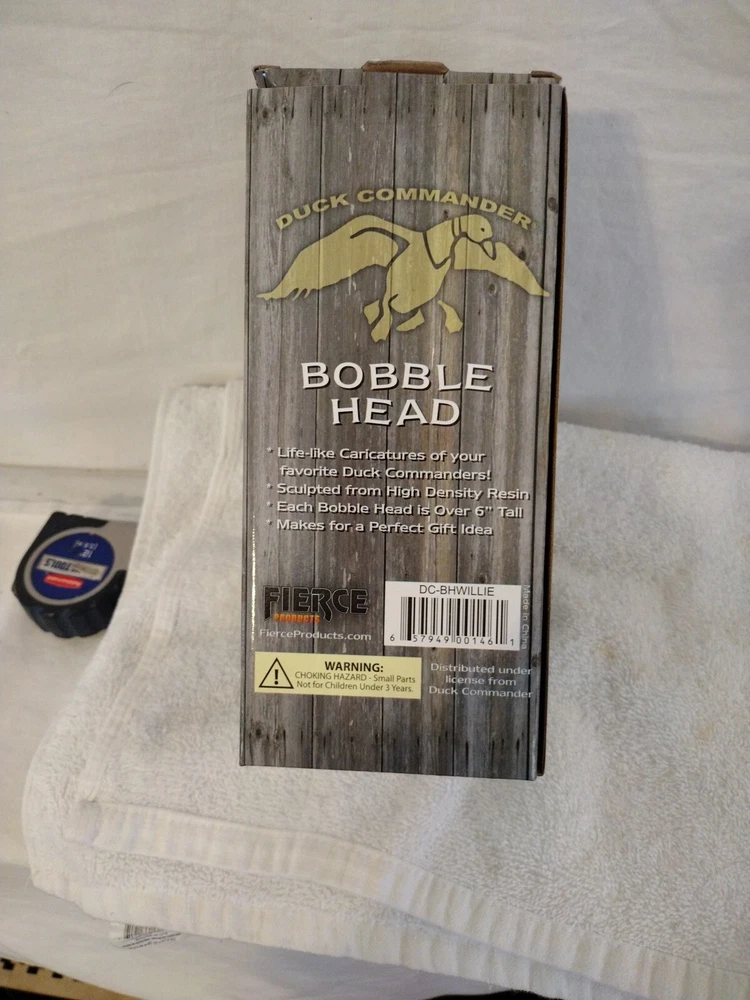 DUCK COMMANDER
BOBBLE
HEAD
* Life-like Caricatures of your
favorite Duck Commanders!
* Sculpted from High Density Resin
* Each Bobble Head is Over 6" Tall
* Makes for a Perfect Gift Idea
FIERCE
PRODUCTS
FierceProducts.com
DC-BHWILLIE
6 57949 00146 1
Made in China
WARNING:
CHOKING HAZARD - Small Parts
Not for Children Under 3 Years.
Distributed under
license from
Duck Commander
TOOLS
16'